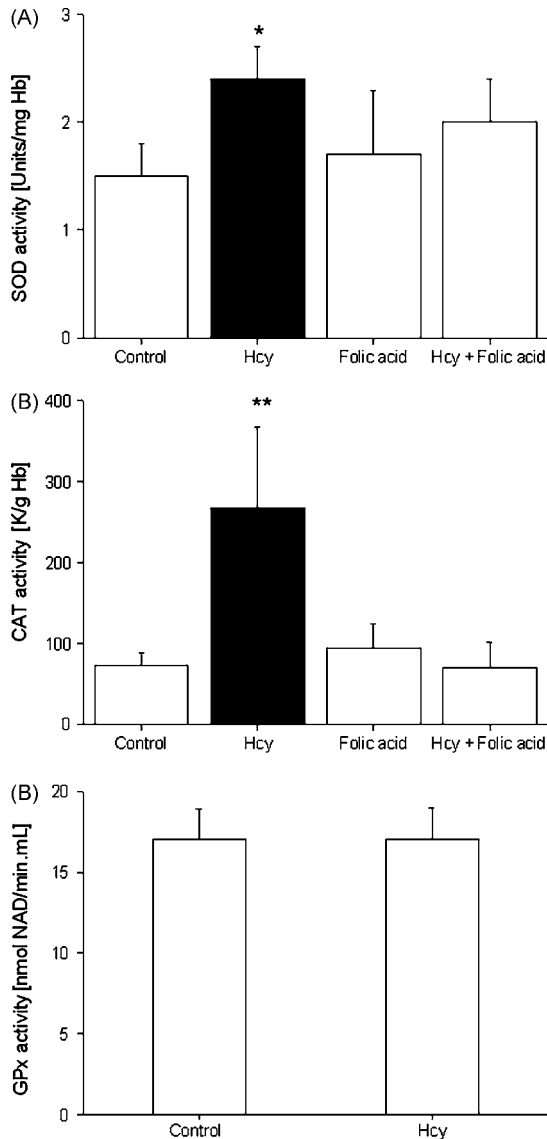 (A)
SOD activity [Units/mg Hb]
3
2
1
0
*
Control Hcy Folic acid Hcy + Folic acid
(B)
CAT activity [K/g Hb]
400
300
200
100
0
**
Control Hcy Folic acid Hcy + Folic acid
(B)
GPx activity [nmol NAD/min.mL]
20
15
10
5
0
Control Hcy